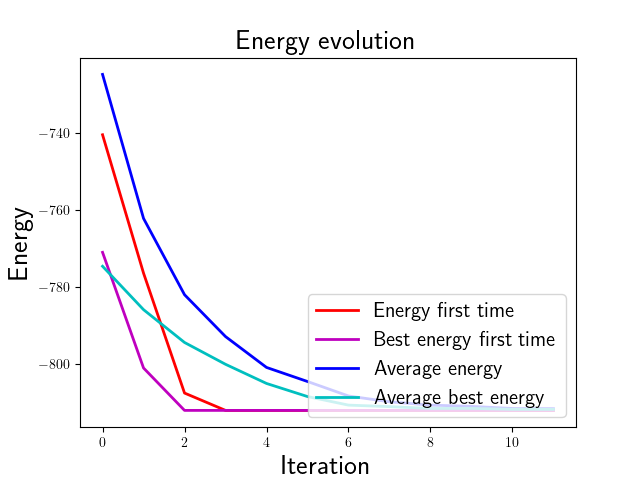 Energy evolution
Energy
−740
−760
−780
−800
Energy first time
Best energy first time
Average energy
Average best energy
0 2 4 6 8 10
Iteration